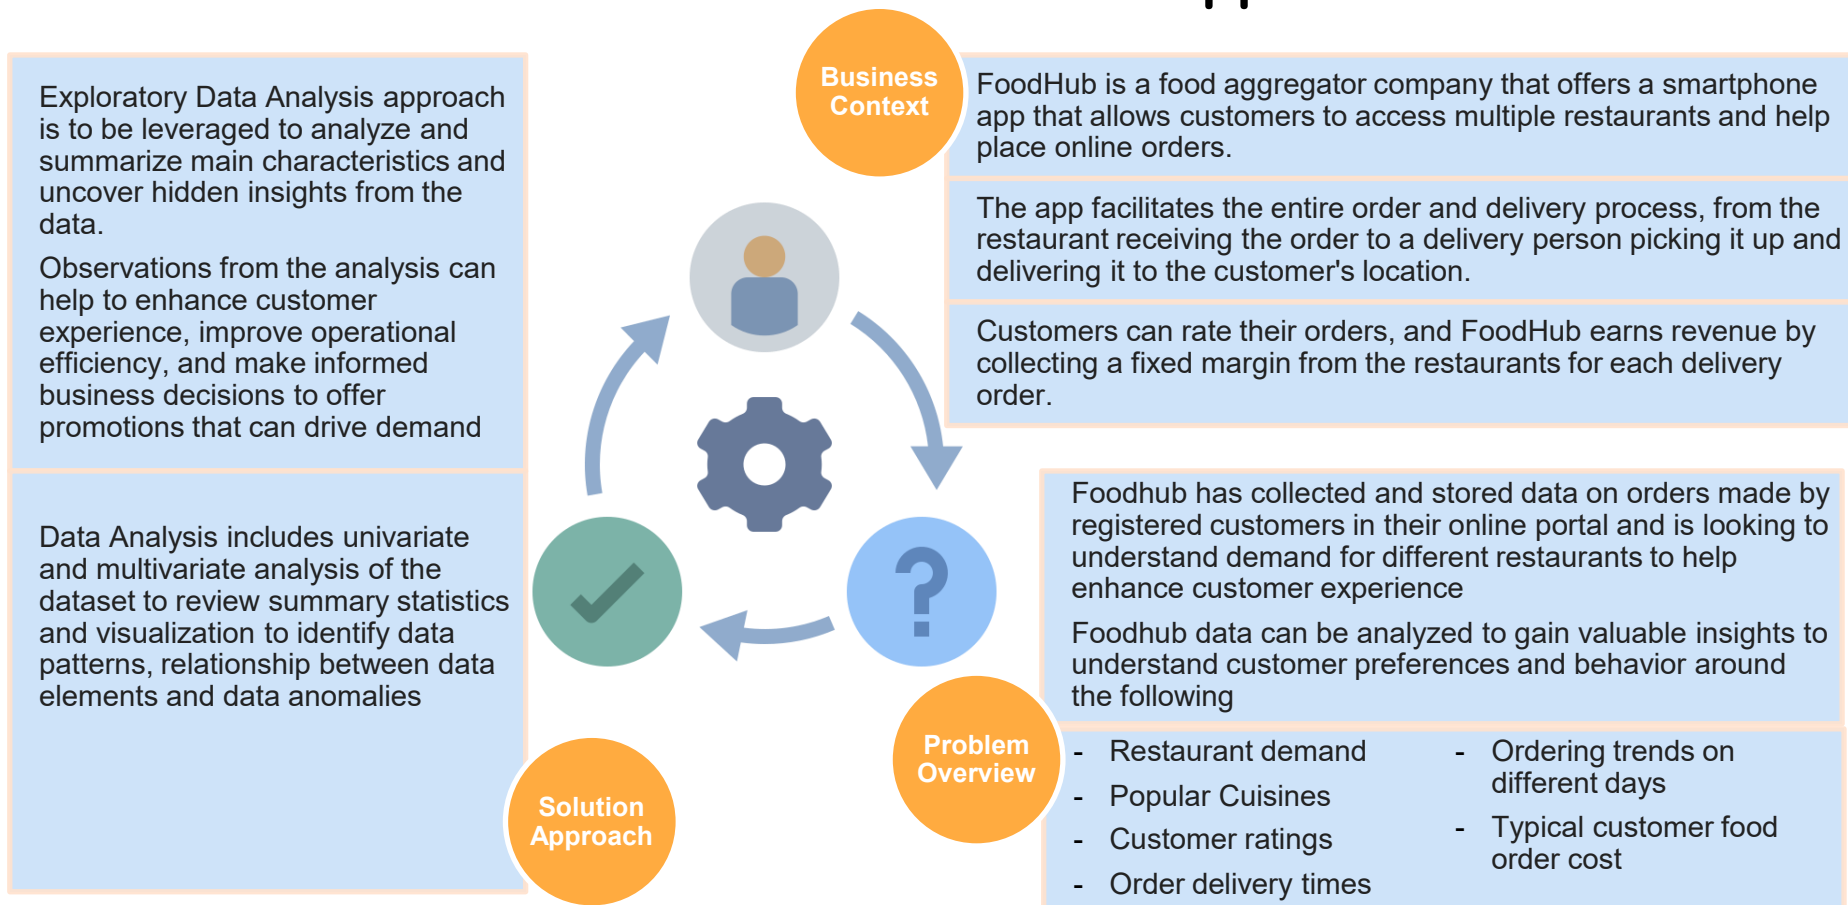 Business
Context
FoodHub is a food aggregator company that offers a smartphone
app that allows customers to access multiple restaurants and help
place online orders.
The app facilitates the entire order and delivery process, from the
restaurant receiving the order to a delivery person picking it up and
delivering it to the customer's location.
Customers can rate their orders, and FoodHub earns revenue by
collecting a fixed margin from the restaurants for each delivery
order.
Foodhub has collected and stored data on orders made by
registered customers in their online portal and is looking to
understand demand for different restaurants to help
enhance customer experience
Foodhub data can be analyzed to gain valuable insights to
understand customer preferences and behavior around
the following
Problem
Overview
- Restaurant demand
- Popular Cuisines
- Customer ratings
- Order delivery times
- Ordering trends on
different days
- Typical customer food
order cost
Exploratory Data Analysis approach
is to be leveraged to analyze and
summarize main characteristics and
uncover hidden insights from the
data.
Observations from the analysis can
help to enhance customer
experience, improve operational
efficiency, and make informed
business decisions to offer
promotions that can drive demand
Data Analysis includes univariate
and multivariate analysis of the
dataset to review summary statistics
and visualization to identify data
patterns, relationship between data
elements and data anomalies
Solution
Approach